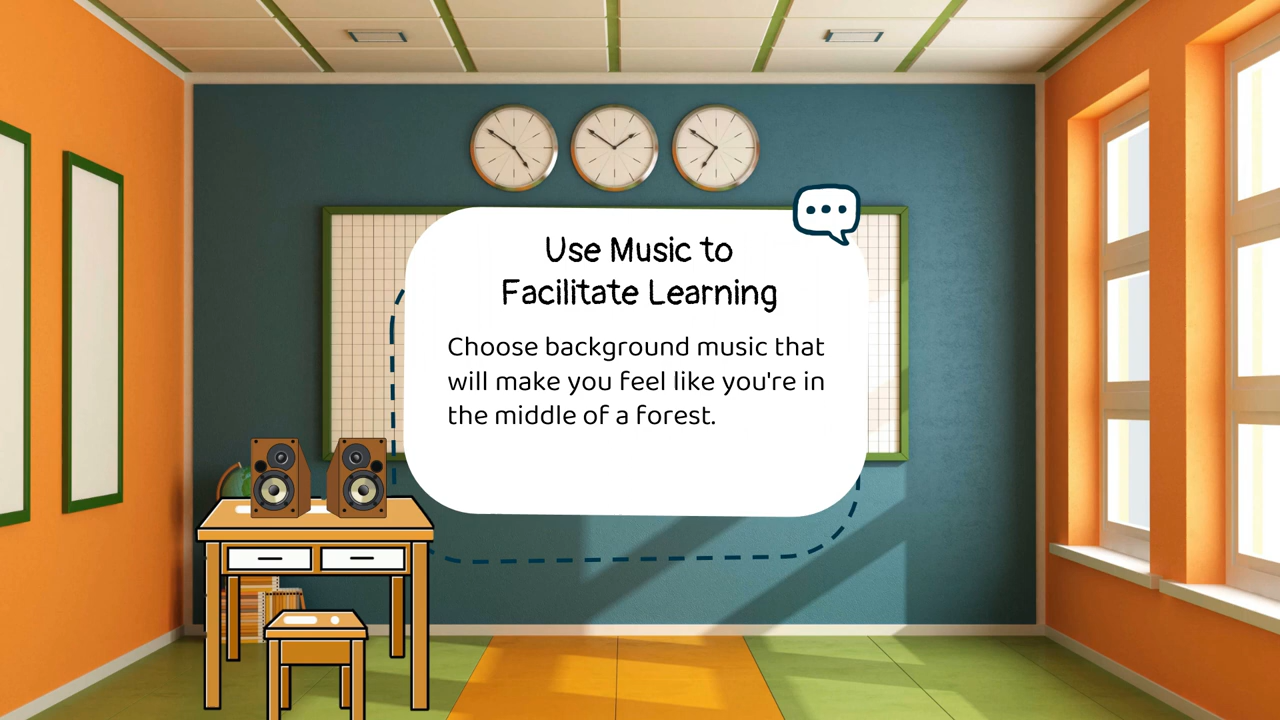 Use Music to
Facilitate Learning
Choose background music that
will make you feel like you're in
the middle of a forest.